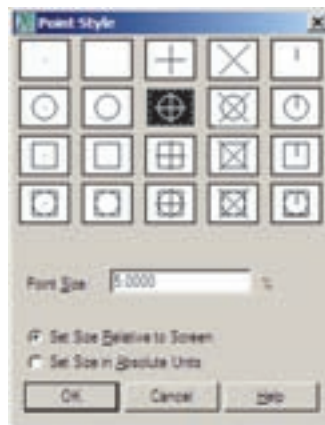 Point Style
Point Size: 5.0000 %
Set Size Relative to Screen
Set Size in Absolute Units
OK Cancel Help